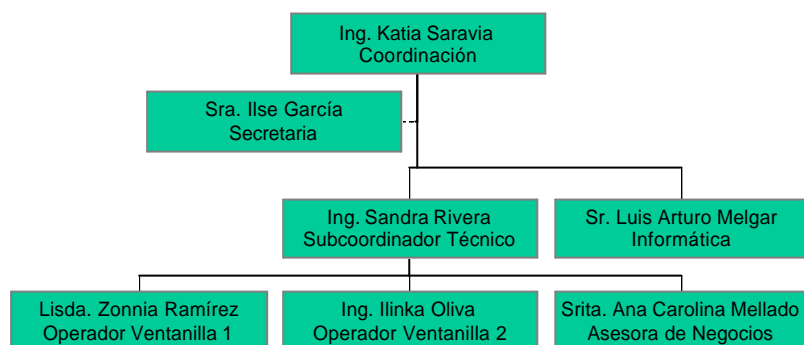 Ing. Katia Saravia
Coordinación
Sra. Ilse García
Secretaria
Ing. Sandra Rivera
Subcoordinador Técnico
Sr. Luis Arturo Melgar
Informática
Lisda. Zonnia Ramírez
Operador Ventanilla 1
Ing. Ilinka Oliva
Operador Ventanilla 2
Srita. Ana Carolina Mellado
Asesora de Negocios